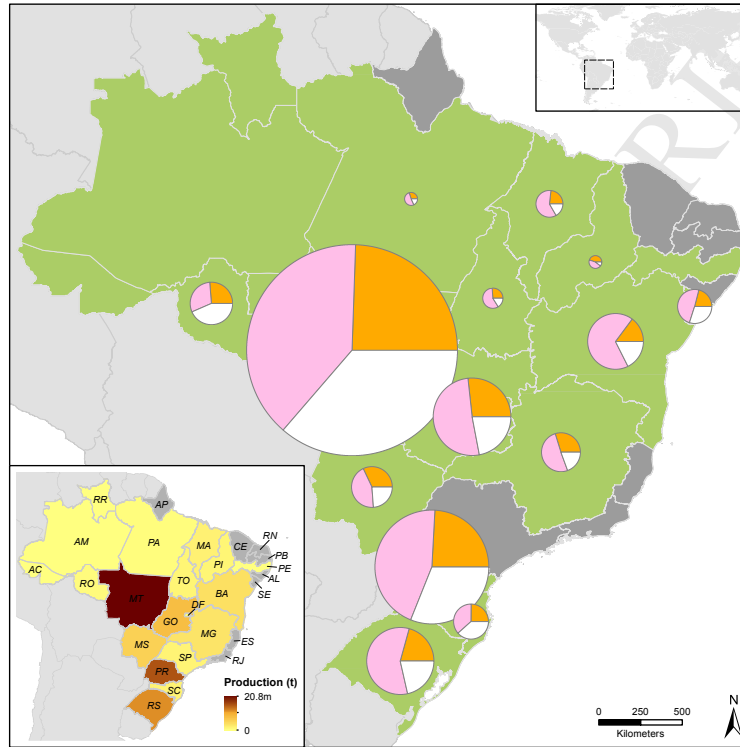 R
RR
AP
AM
PA
MA
CE
RN
PB
PE
AC
RO
TO
PI
AL
SE
MT
BA
DF
GO
MG
MS
ES
SP
RJ
PR
SC
RS
Production (t)
20.8m
0
0 250 500
Kilometers
N